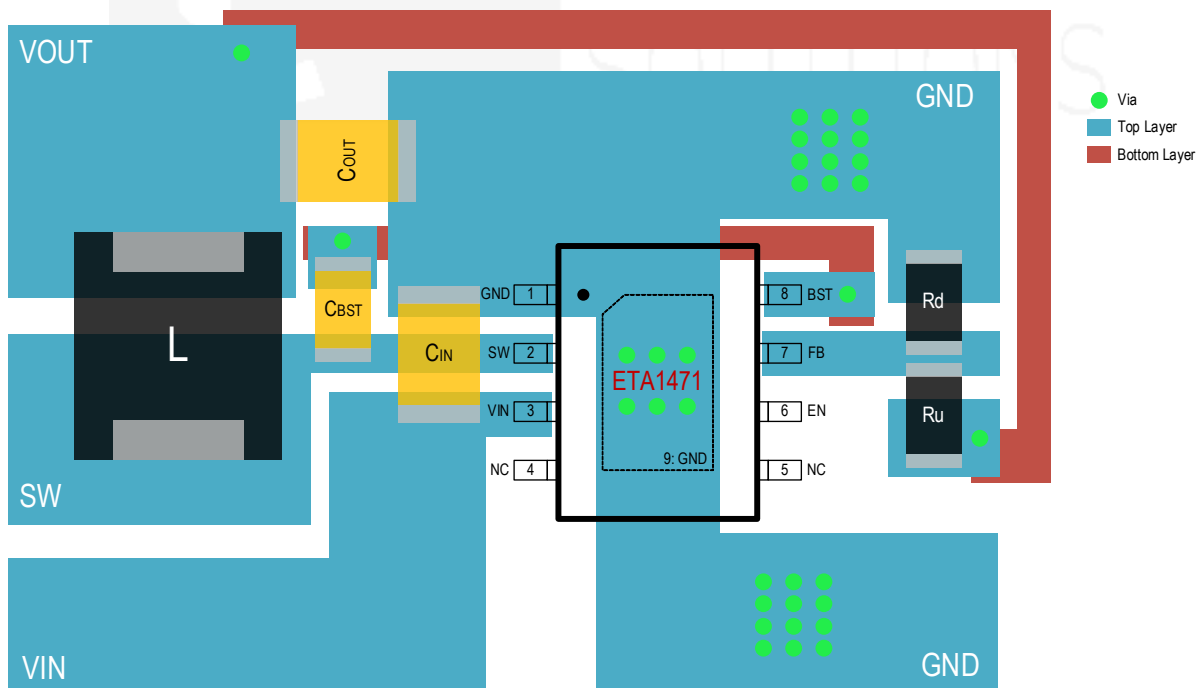 SOLUTIONS
VOUT
GND
Via
Top Layer
Bottom Layer
COUT
CBST
CIN
L
GND 1
8 BST
Rd
SW 2
7 FB
ETA1471
VIN 3
6 EN
Ru
9: GND
NC 4
5 NC
SW
VIN
GND